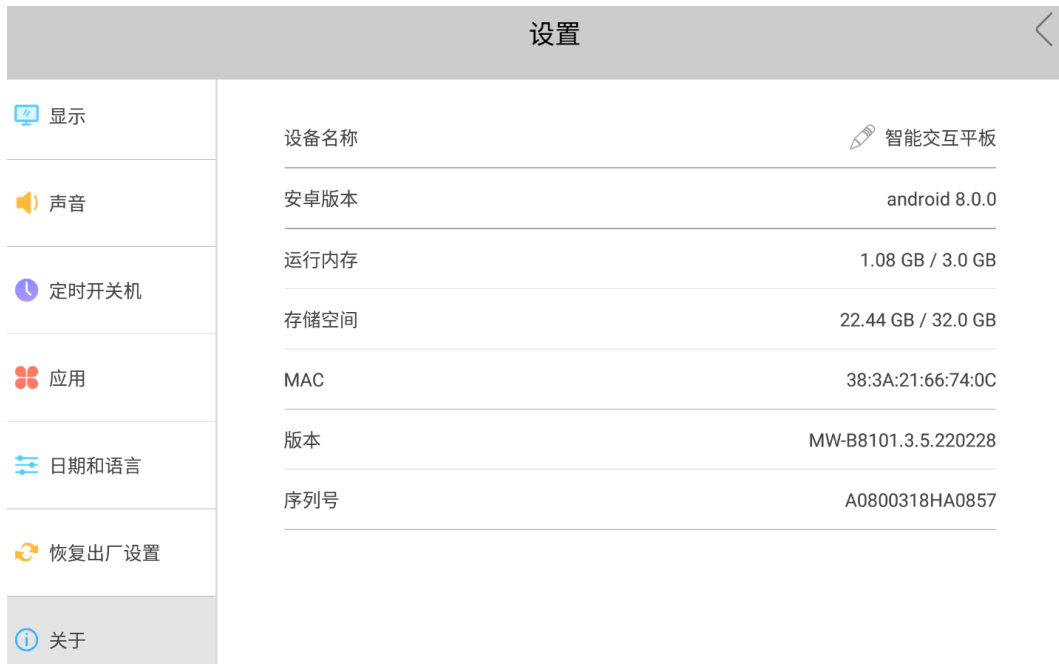 设置
显示
声音
定时开关机
应用
日期和语言
恢复出厂设置
关于
设备名称 智能交互平板
安卓版本 android 8.0.0
运行内存 1.08 GB / 3.0 GB
存储空间 22.44 GB / 32.0 GB
MAC 38:3A:21:66:74:0C
版本 MW-B8101.3.5.220228
序列号 A0800318HA0857